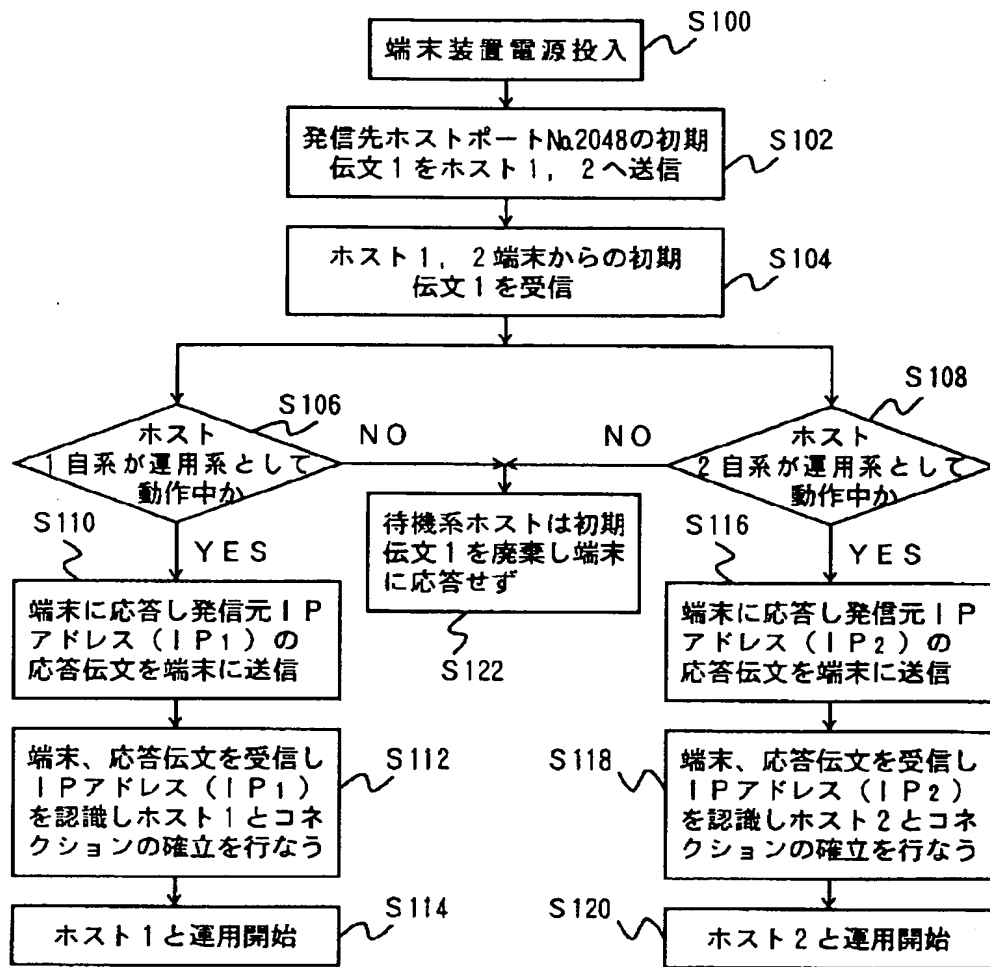 S100
端末装置電源投入
発信先ホストポート№2048の初期
伝文1をホスト1，2へ送信
S102
ホスト1，2端末からの初期
伝文1を受信
S104
S106
ホスト
1自系が運用系として
動作中か
NO
S108
ホスト
2自系が運用系として
動作中か
NO
待機系ホストは初期
伝文1を廃棄し端末
に応答せず
S122
S110
YES
端末に応答し発信元IP
アドレス（IP1）の
応答伝文を端末に送信
S116
YES
端末に応答し発信元IP
アドレス（IP2）の
応答伝文を端末に送信
端末、応答伝文を受信し
IPアドレス（IP1）
を認識しホスト1とコネ
クションの確立を行なう
S112
S118
端末、応答伝文を受信し
IPアドレス（IP2）
を認識しホスト2とコネ
クションの確立を行なう
ホスト1と運用開始
S114
S120
ホスト2と運用開始